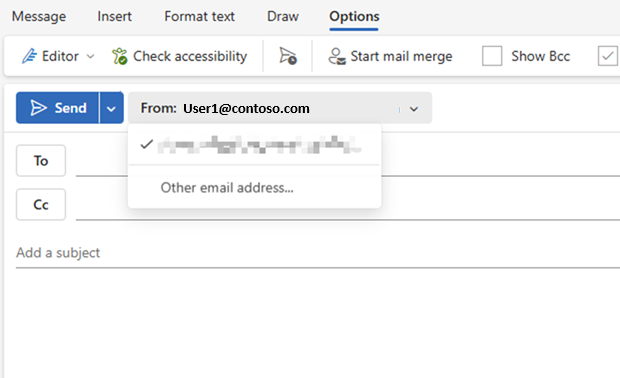 Message Insert Format text Draw Options
Editor Check accessibility Start mail merge Show Bcc
Send From: User1@contoso.com
To
Other email address...
Cc
Add a subject